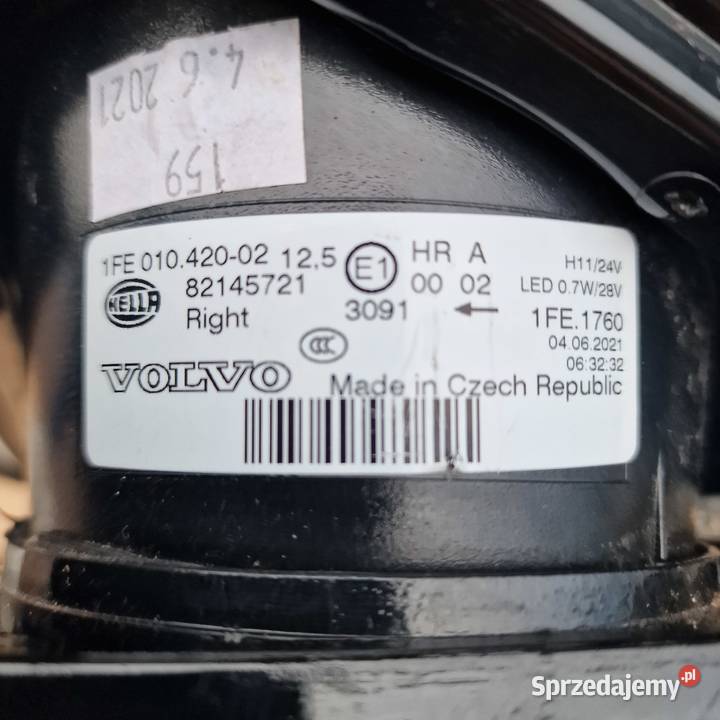 4.6 2021
159
1FE 010.420-02 12,5 E1 HR A H11/24V
HELLA 82145721 00 02 LED 0.7W/28V
Right 3091 ← 1FE.1760
CCC 04.06.2021
06:32:32
VOLVO Made in Czech Republic
Sprzedajemy.pl